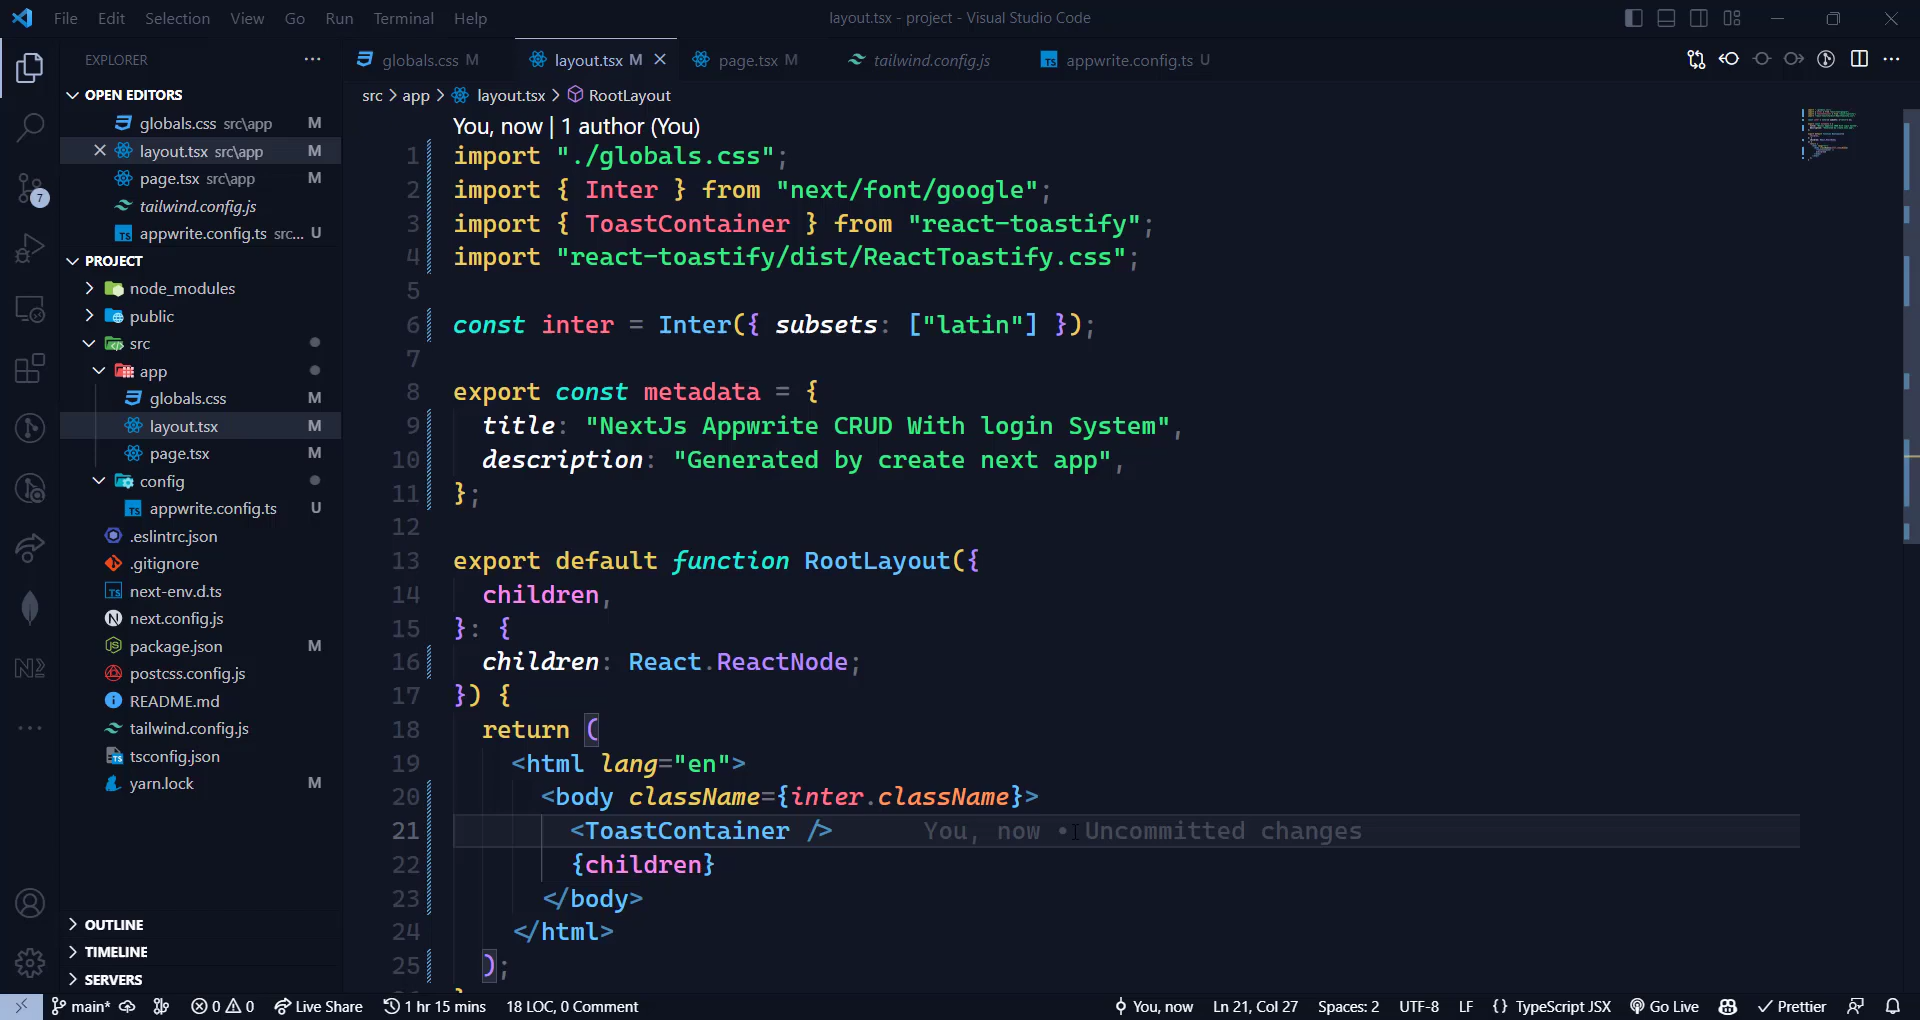 File Edit Selection View Go Run Terminal Help
layout.tsx - project - Visual Studio Code
EXPLORER
OPEN EDITORS
globals.css src\app M
layout.tsx src\app M
page.tsx src\app M
tailwind.config.js
appwrite.config.ts src... U
PROJECT
node_modules
public
src
app
globals.css M
layout.tsx M
page.tsx M
config
appwrite.config.ts U
.eslintrc.json
.gitignore
next-env.d.ts
next.config.js
package.json M
postcss.config.js
README.md
tailwind.config.js
tsconfig.json
yarn.lock M
OUTLINE
TIMELINE
SERVERS
7
globals.css M
layout.tsx M
page.tsx M
tailwind.config.js
appwrite.config.ts U
src > app > layout.tsx > RootLayout
You, now | 1 author (You)
1 import "./globals.css";
2 import { Inter } from "next/font/google";
3 import { ToastContainer } from "react-toastify";
4 import "react-toastify/dist/ReactToastify.css";
5
6 const inter = Inter({ subsets: ["latin"] });
7
8 export const metadata = {
9 title: "NextJs Appwrite CRUD With login System",
10 description: "Generated by create next app",
11 };
12
13 export default function RootLayout({
14 children,
15 }: {
16 children: React.ReactNode;
17 }) {
18 return (
19 <html lang="en">
20 <body className={inter.className}>
21 <ToastContainer /> You, now • Uncommitted changes
22 {children}
23 </body>
24 </html>
25 );
main* 0 0 Live Share 1 hr 15 mins 18 LOC, 0 Comment
You, now Ln 21, Col 27 Spaces: 2 UTF-8 LF {} TypeScript JSX Go Live Prettier